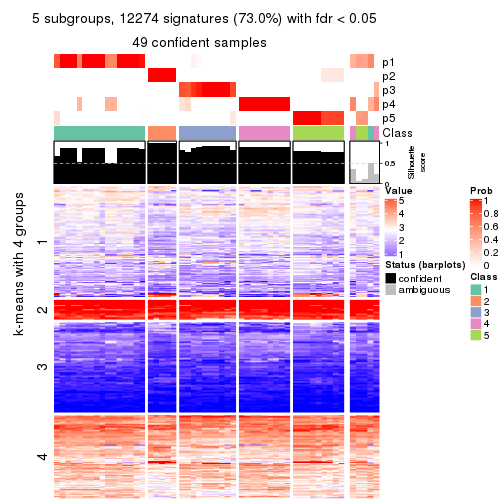 5 subgroups, 12274 signatures (73.0%) with fdr < 0.05
49 confident samples
p1
p2
p3
p4
p5
Class
1
0.5
0
Silhouette
score
k-means with 4 groups
1
2
3
4
Value
5
4
3
2
1
Status (barplots)
confident
ambiguous
Prob
1
0.8
0.6
0.4
0.2
0
Class
1
2
3
4
5